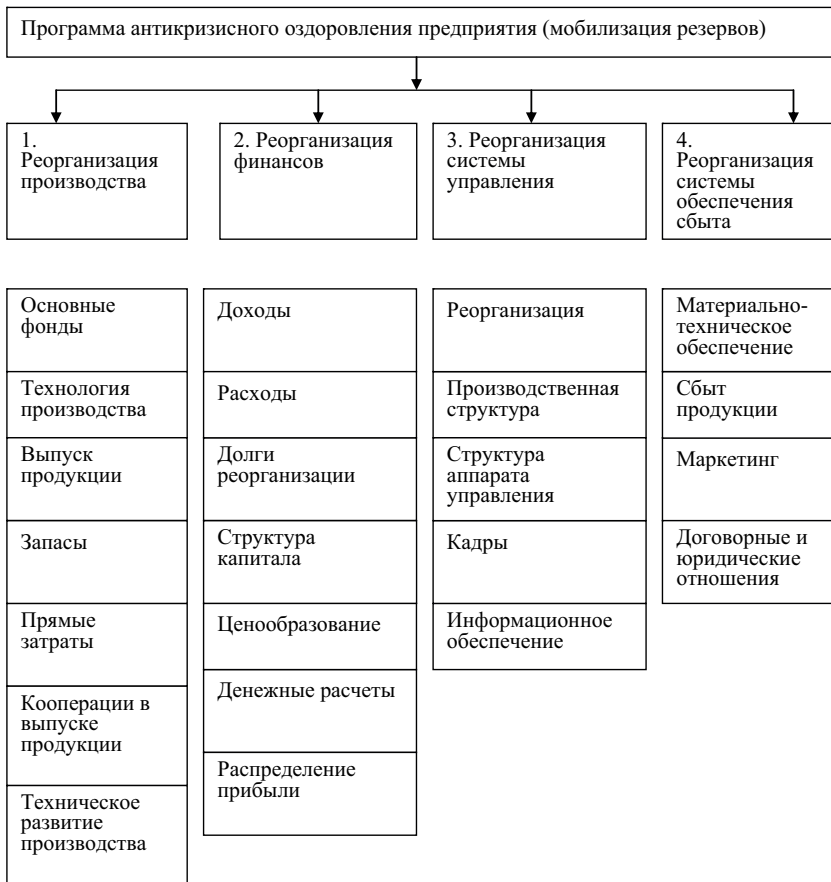 Программа антикризисного оздоровления предприятия (мобилизация резервов)
1.
Реорганизация
производства
2. Реорганизация
финансов
3. Реорганизация
системы
управления
4.
Реорганизация
системы
обеспечения
сбыта
Основные
фонды
Технология
производства
Выпуск
продукции
Запасы
Прямые
затраты
Кооперации в
выпуске
продукции
Техническое
развитие
производства
Доходы
Расходы
Долги
реорганизации
Структура
капитала
Ценообразование
Денежные расчеты
Распределение
прибыли
Реорганизация
Производственная
структура
Структура
аппарата
управления
Кадры
Информационное
обеспечение
Материально-
техническое
обеспечение
Сбыт
продукции
Маркетинг
Договорные и
юридические
отношения